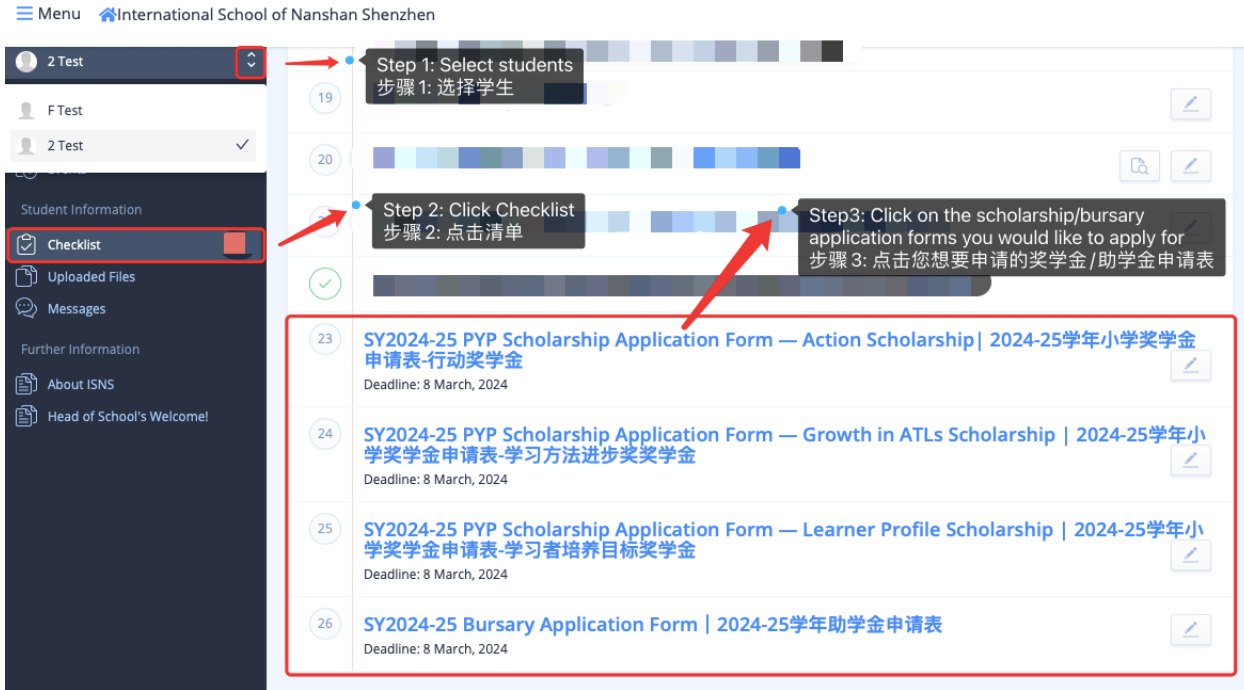 Menu International School of Nanshan Shenzhen
2 Test
F Test
2 Test
Student Information
Checklist
Uploaded Files
Messages
Further Information
About ISNS
Head of School's Welcome!
Step 1: Select students
步骤 1: 选择学生
19
20
Step 2: Click Checklist
步骤 2: 点击清单
Step3: Click on the scholarship/bursary
application forms you would like to apply for
步骤 3: 点击您想要申请的奖学金/助学金申请表
23
SY2024-25 PYP Scholarship Application Form — Action Scholarship| 2024-25学年小学奖学金
申请表-行动奖学金
Deadline: 8 March, 2024
24
SY2024-25 PYP Scholarship Application Form — Growth in ATLs Scholarship | 2024-25学年小
学奖学金申请表-学习方法进步奖奖学金
Deadline: 8 March, 2024
25
SY2024-25 PYP Scholarship Application Form — Learner Profile Scholarship | 2024-25学年小
学奖学金申请表-学习者培养目标奖学金
Deadline: 8 March, 2024
26
SY2024-25 Bursary Application Form | 2024-25学年助学金申请表
Deadline: 8 March, 2024